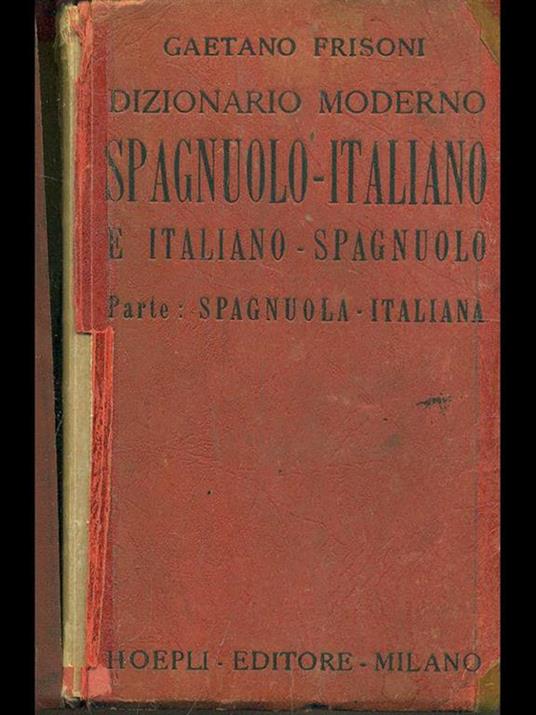 GAETANO FRISONI
DIZIONARIO MODERNO
SPAGNUOLO-ITALIANO
E ITALIANO-SPAGNUOLO
Parte: SPAGNUOLA-ITALIANA
HOEPLI-EDITORE-MILANO